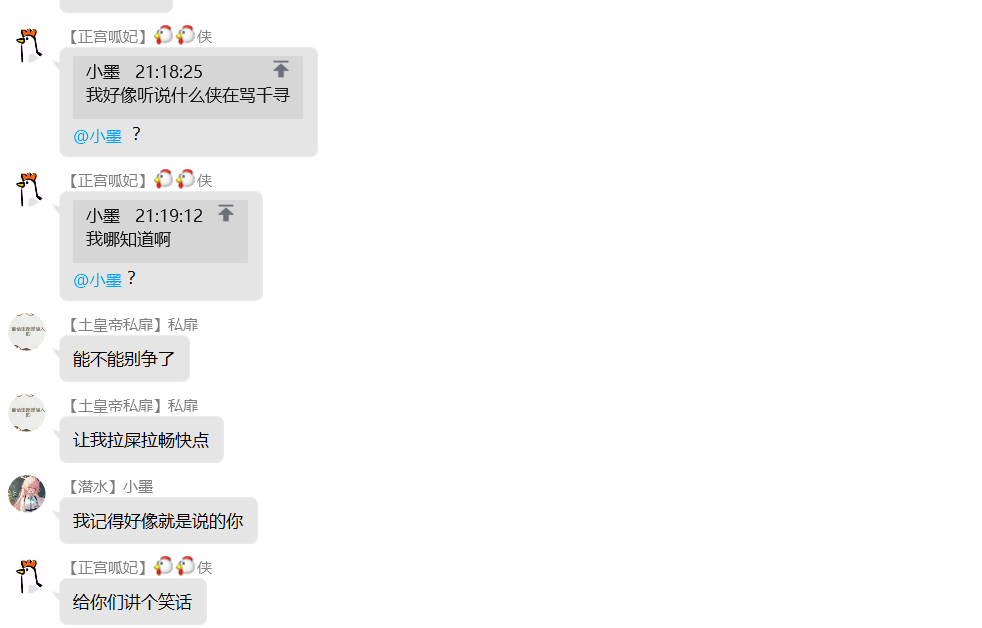 【正宫呱妃】🐔🐔侠
小墨 21:18:25
我好像听说什么侠在骂千寻
@小墨 ？
【正宫呱妃】🐔🐔侠
小墨 21:19:12
我哪知道啊
@小墨 ？
【土皇帝私扉】私扉
能不能别争了
【土皇帝私扉】私扉
让我拉屎拉畅快点
【潜水】小墨
我记得好像就是说的你
【正宫呱妃】🐔🐔侠
给你们讲个笑话